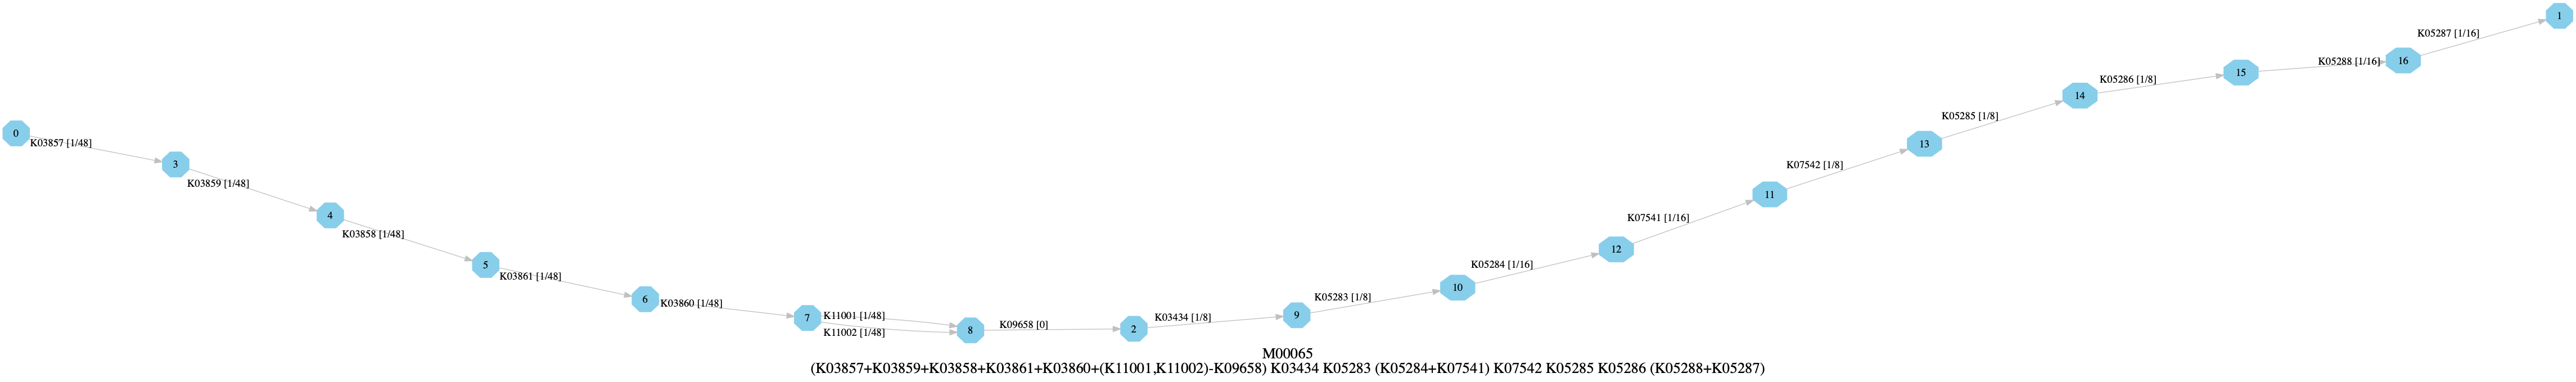 0
K03857 [1/48]
3
K03859 [1/48]
4
K03858 [1/48]
5
K03861 [1/48]
6
K03860 [1/48]
7
K11001 [1/48]
K11002 [1/48]
8
K09658 [0]
2
K03434 [1/8]
9
K05283 [1/8]
10
K05284 [1/16]
12
K07541 [1/16]
11
K07542 [1/8]
13
K05285 [1/8]
14
K05286 [1/8]
15
K05288 [1/16]
16
K05287 [1/16]
1
M00065
(K03857+K03859+K03858+K03861+K03860+(K11001,K11002)-K09658) K03434 K05283 (K05284+K07541) K07542 K05285 K05286 (K05288+K05287)